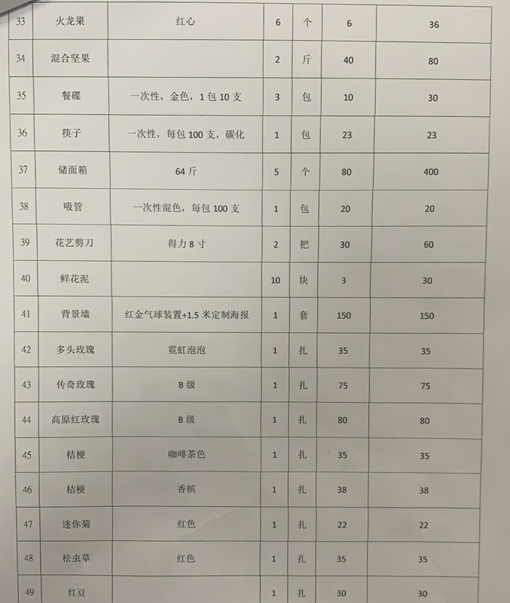 33 火龙果 红心 6 个 6 36
34 混合坚果 2 斤 40 80
35 餐碟 一次性，金色，1 包 10 支 3 包 10 30
36 筷子 一次性，每包 100 支，碳化 1 包 23 23
37 储面箱 64 斤 5 个 80 400
38 吸管 一次性混色，每包 100 支 1 包 20 20
39 花艺剪刀 得力 8 寸 2 把 30 60
40 鲜花泥 10 块 3 30
41 背景墙 红金气球装置+1.5 米定制海报 1 套 150 150
42 多头玫瑰 霓虹泡泡 1 扎 35 35
43 传奇玫瑰 B 级 1 扎 75 75
44 高原红玫瑰 B 级 1 扎 80 80
45 桔梗 咖啡茶色 1 扎 35 35
46 桔梗 香槟 1 扎 38 38
47 迷你菊 红色 1 扎 22 22
48 松虫草 红色 1 扎 35 35
49 红豆 1 扎 30 30